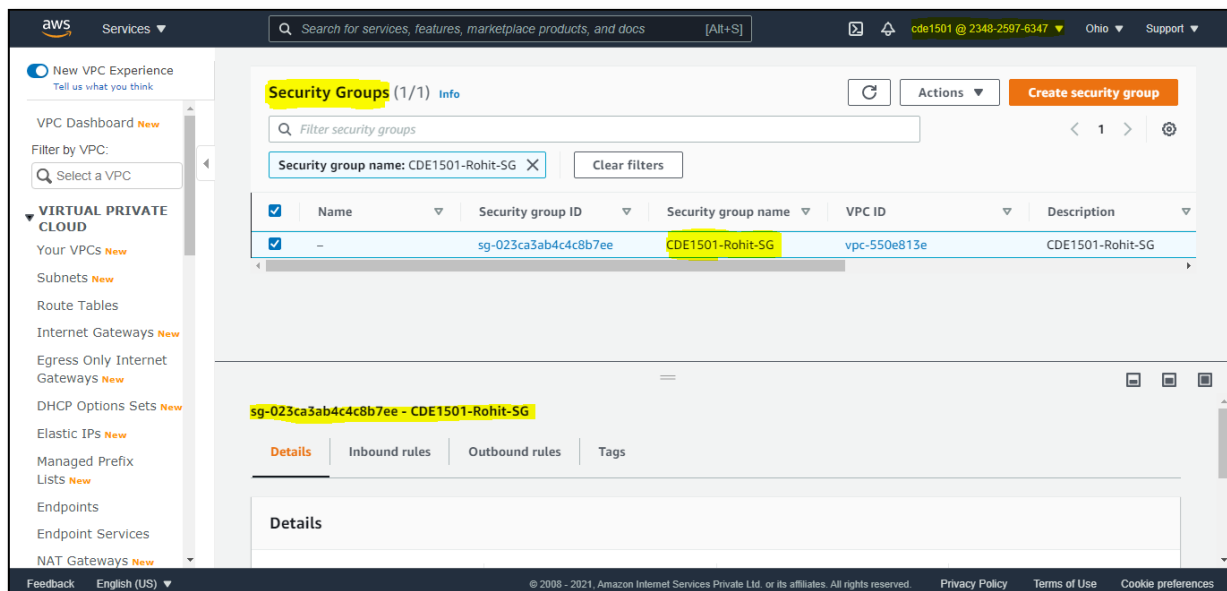 aws Services ▼ Search for services, features, marketplace products, and docs [Alt+S] cde1501 @ 2348-2597-6347 ▼ Ohio ▼ Support ▼
New VPC Experience
Tell us what you think
VPC Dashboard New
Filter by VPC:
Select a VPC
VIRTUAL PRIVATE
CLOUD
Your VPCs New
Subnets New
Route Tables
Internet Gateways New
Egress Only Internet
Gateways New
DHCP Options Sets New
Elastic IPs New
Managed Prefix
Lists New
Endpoints
Endpoint Services
NAT Gateways New
Security Groups (1/1) Info
Actions ▼
Create security group
Filter security groups
1
Security group name: CDE1501-Rohit-SG
Clear filters
Name Security group ID Security group name VPC ID Description
– sg-023ca3ab4c4c8b7ee CDE1501-Rohit-SG vpc-550e813e CDE1501-Rohit-SG
sg-023ca3ab4c4c8b7ee - CDE1501-Rohit-SG
Details Inbound rules Outbound rules Tags
Details
Feedback English (US) ▼ © 2008 - 2021, Amazon Internet Services Private Ltd. or its affiliates. All rights reserved. Privacy Policy Terms of Use Cookie preferences